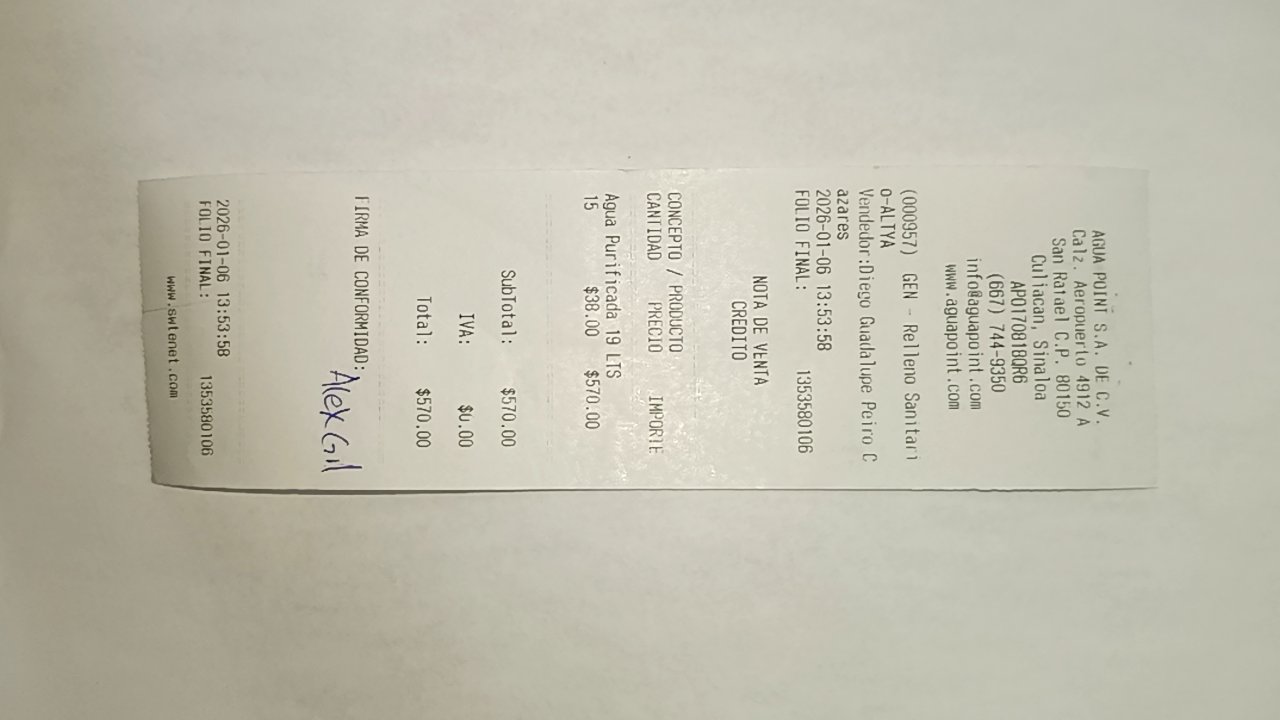 AGUA POINT S.A. DE C.V.
Calz. Aeropuerto 4912 A
San Rafael C.P. 80150
Culiacan, Sinaloa
APO170818QR6
(667) 744-9350
info@aguapoint.com
www.aguapoint.com
(000957) GEN - Relleno Sanitari
o-ALTYA
Vendedor:Diego Guadalupe Peiro C
azares
2026-01-06 13:53:58
FOLIO FINAL: 1353580106
NOTA DE VENTA
CREDITO
CONCEPTO / PRODUCTO
CANTIDAD PRECIO IMPORTE
Agua Purificada 19 LTS
15 $38.00 $570.00
SubTotal: $570.00
IVA: $0.00
Total: $570.00
FIRMA DE CONFORMIDAD:
Alex Gil
2026-01-06 13:53:58
FOLIO FINAL: 1353580106
www.swtenet.com